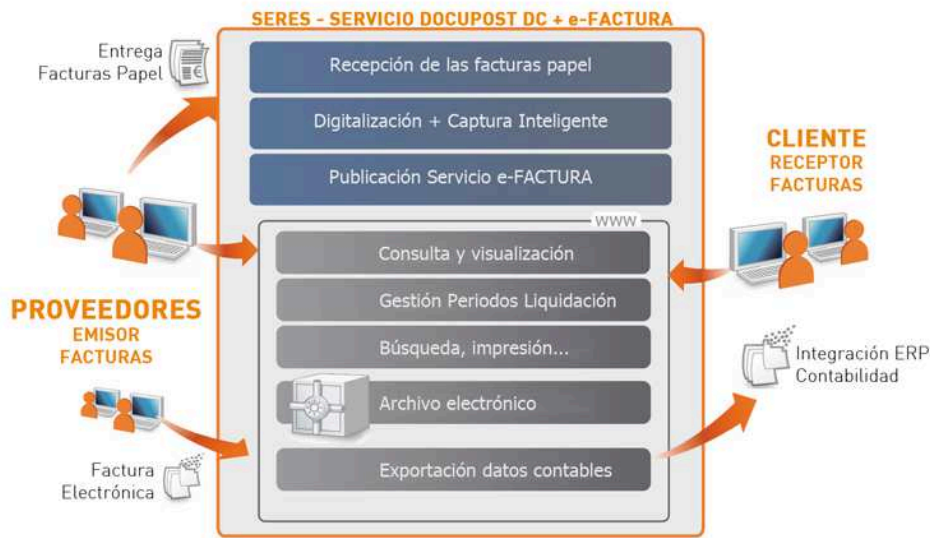 SERES - SERVICIO DOCUPOST DC + e-FACTURA
Entrega
Facturas Papel
Recepción de las facturas papel
Digitalización + Captura Inteligente
Publicación Servicio e-FACTURA
CLIENTE
RECEPTOR
FACTURAS
www
Consulta y visualización
Gestión Periodos Liquidación
Búsqueda, impresión...
Archivo electrónico
Exportación datos contables
PROVEEDORES
EMISOR
FACTURAS
Integración ERP
Contabilidad
Factura
Electrónica